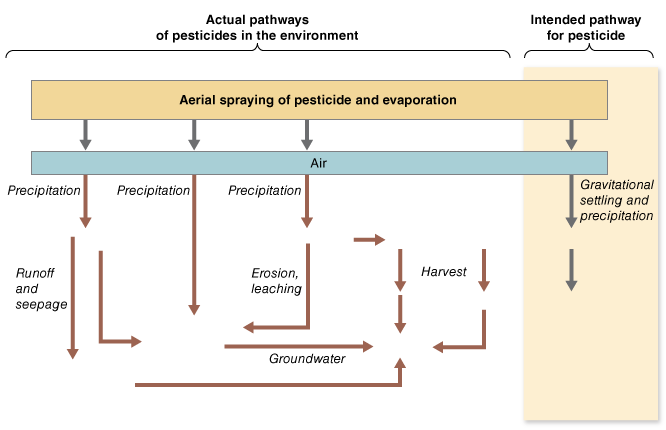 Actual pathways
of pesticides in the environment
Intended pathway
for pesticide
Aerial spraying of pesticide and evaporation
Air
Precipitation
Precipitation
Precipitation
Gravitational
settling and
precipitation
Runoff
and
seepage
Erosion,
leaching
Harvest
Groundwater